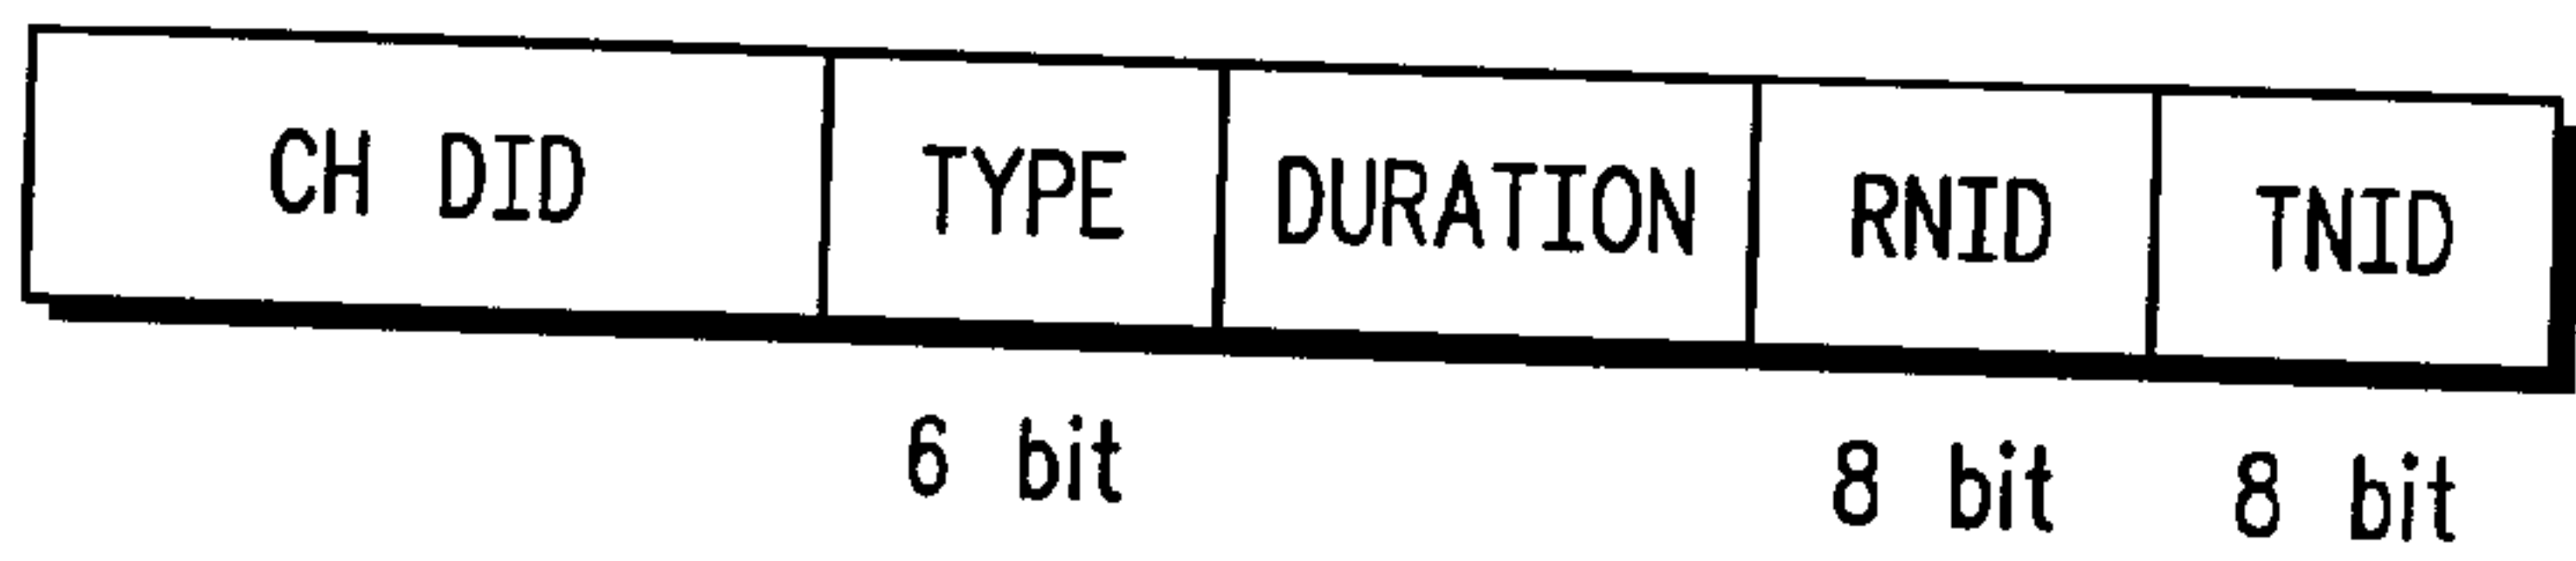 CH DID TYPE DURATION RNID TNID
6 bit 8 bit 8 bit